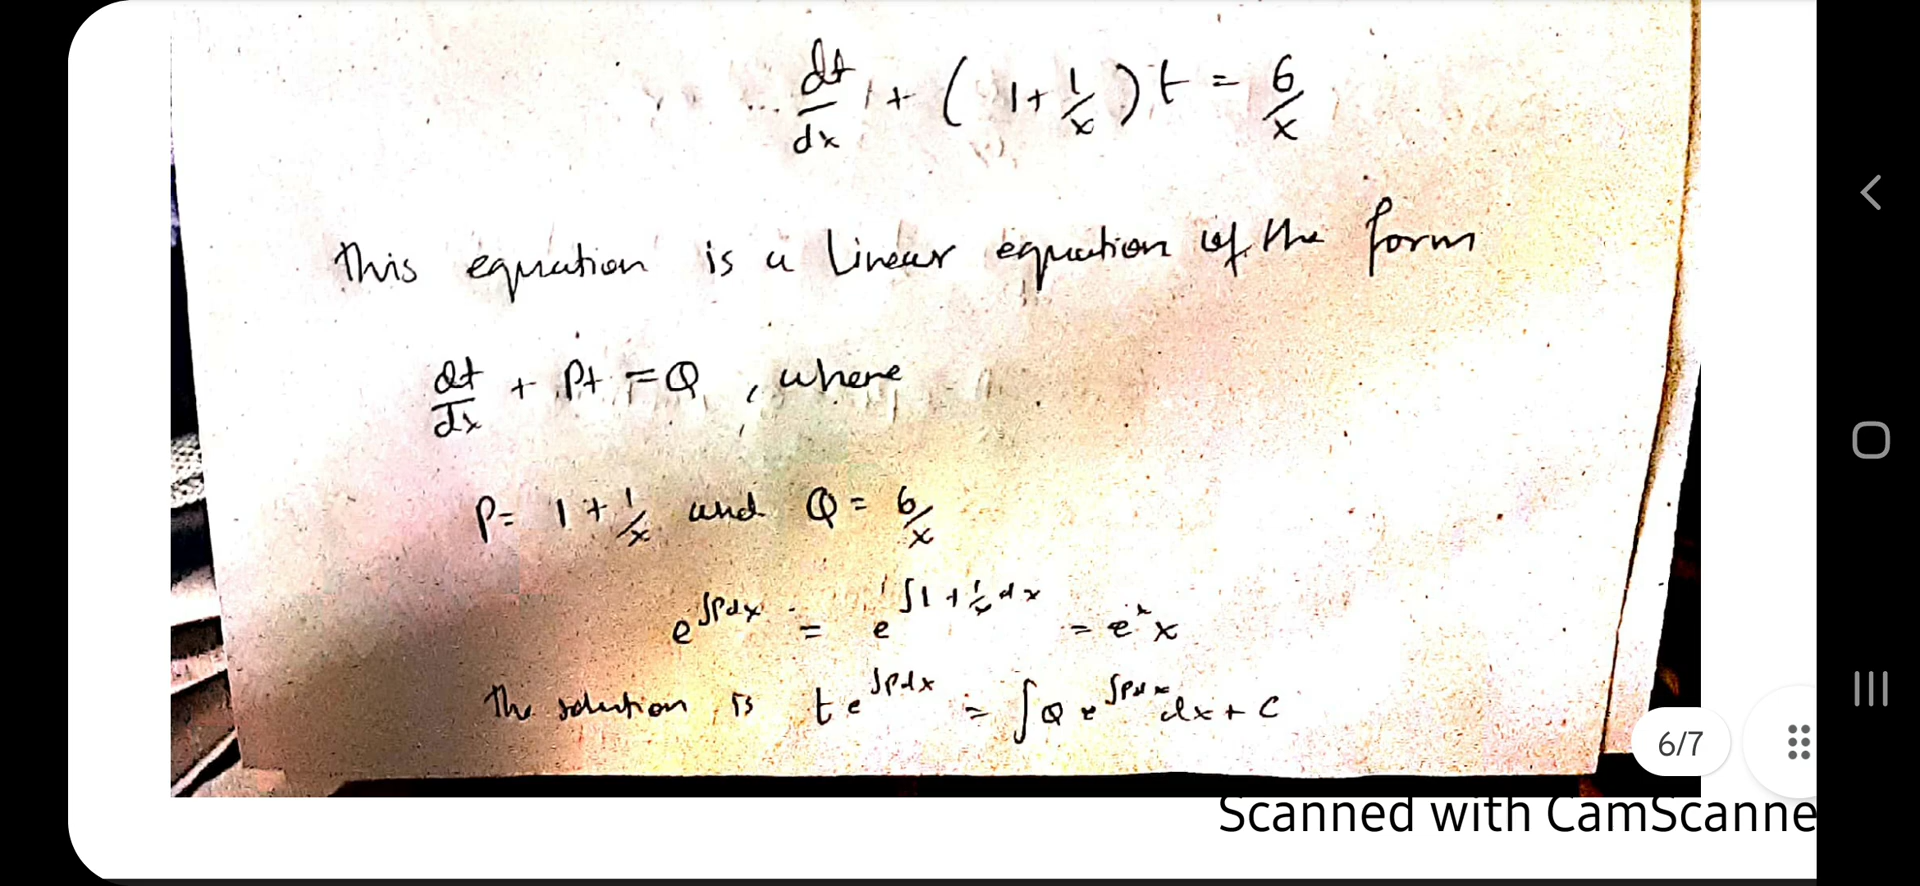 dt/dx + (1+1/x)t = 6/x
This equation is a linear equation of the form
dt/dx + Pt = Q, where
P = 1+1/x and Q = 6/x
e^∫Pdx = e^∫1+1/x dx = e^x x
The solution is t e^∫Pdx = ∫Q e^∫Pdx dx + C
6/7
Scanned with CamScanne